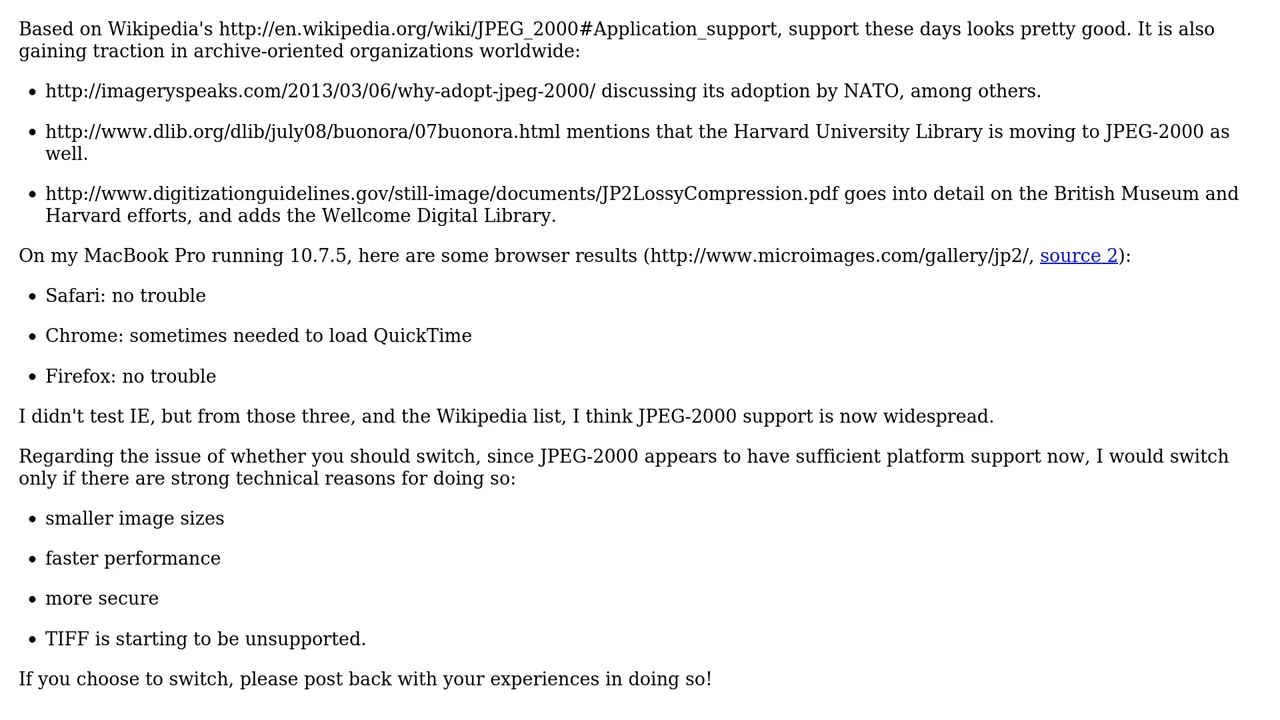 Based on Wikipedia's http://en.wikipedia.org/wiki/JPEG_2000#Application_support, support these days looks pretty good. It is also
gaining traction in archive-oriented organizations worldwide:
• http://imageryspeaks.com/2013/03/06/why-adopt-jpeg-2000/ discussing its adoption by NATO, among others.
• http://www.dlib.org/dlib/july08/buonora/07buonora.html mentions that the Harvard University Library is moving to JPEG-2000 as
well.
• http://www.digitizationguidelines.gov/still-image/documents/JP2LossyCompression.pdf goes into detail on the British Museum and
Harvard efforts, and adds the Wellcome Digital Library.
On my MacBook Pro running 10.7.5, here are some browser results (http://www.microimages.com/gallery/jp2/, source 2):
• Safari: no trouble
• Chrome: sometimes needed to load QuickTime
• Firefox: no trouble
I didn't test IE, but from those three, and the Wikipedia list, I think JPEG-2000 support is now widespread.
Regarding the issue of whether you should switch, since JPEG-2000 appears to have sufficient platform support now, I would switch
only if there are strong technical reasons for doing so:
• smaller image sizes
• faster performance
• more secure
• TIFF is starting to be unsupported.
If you choose to switch, please post back with your experiences in doing so!